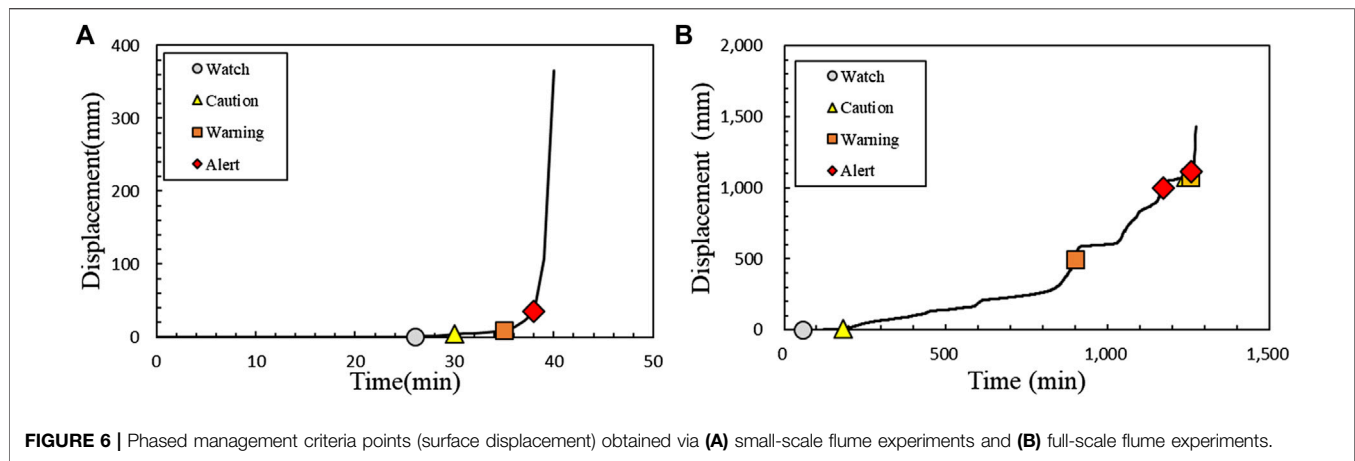 A
Displacement(mm)
400
300
200
100
0
Watch
Caution
Warning
Alert
0 10 20 30 40 50
Time(min)
B
Displacement (mm)
2,000
1,500
1,000
500
0
Watch
Caution
Warning
Alert
0 500 1,000 1,500
Time (min)
FIGURE 6 | Phased management criteria points (surface displacement) obtained via (A) small-scale flume experiments and (B) full-scale flume experiments.